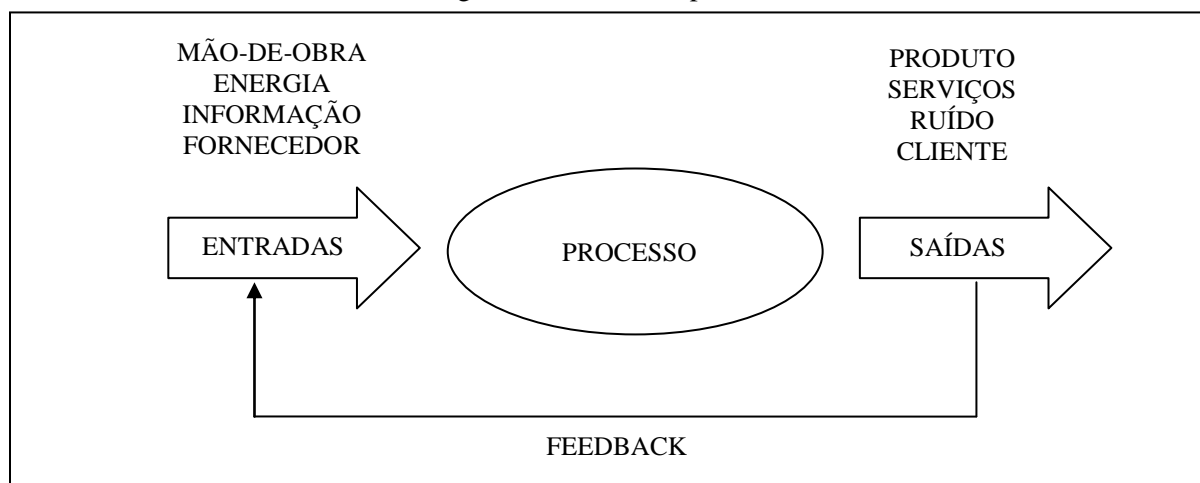 MÃO-DE-OBRA
ENERGIA
INFORMAÇÃO
FORNECEDOR
PRODUTO
SERVIÇOS
RUÍDO
CLIENTE
ENTRADAS
PROCESSO
SAÍDAS
FEEDBACK